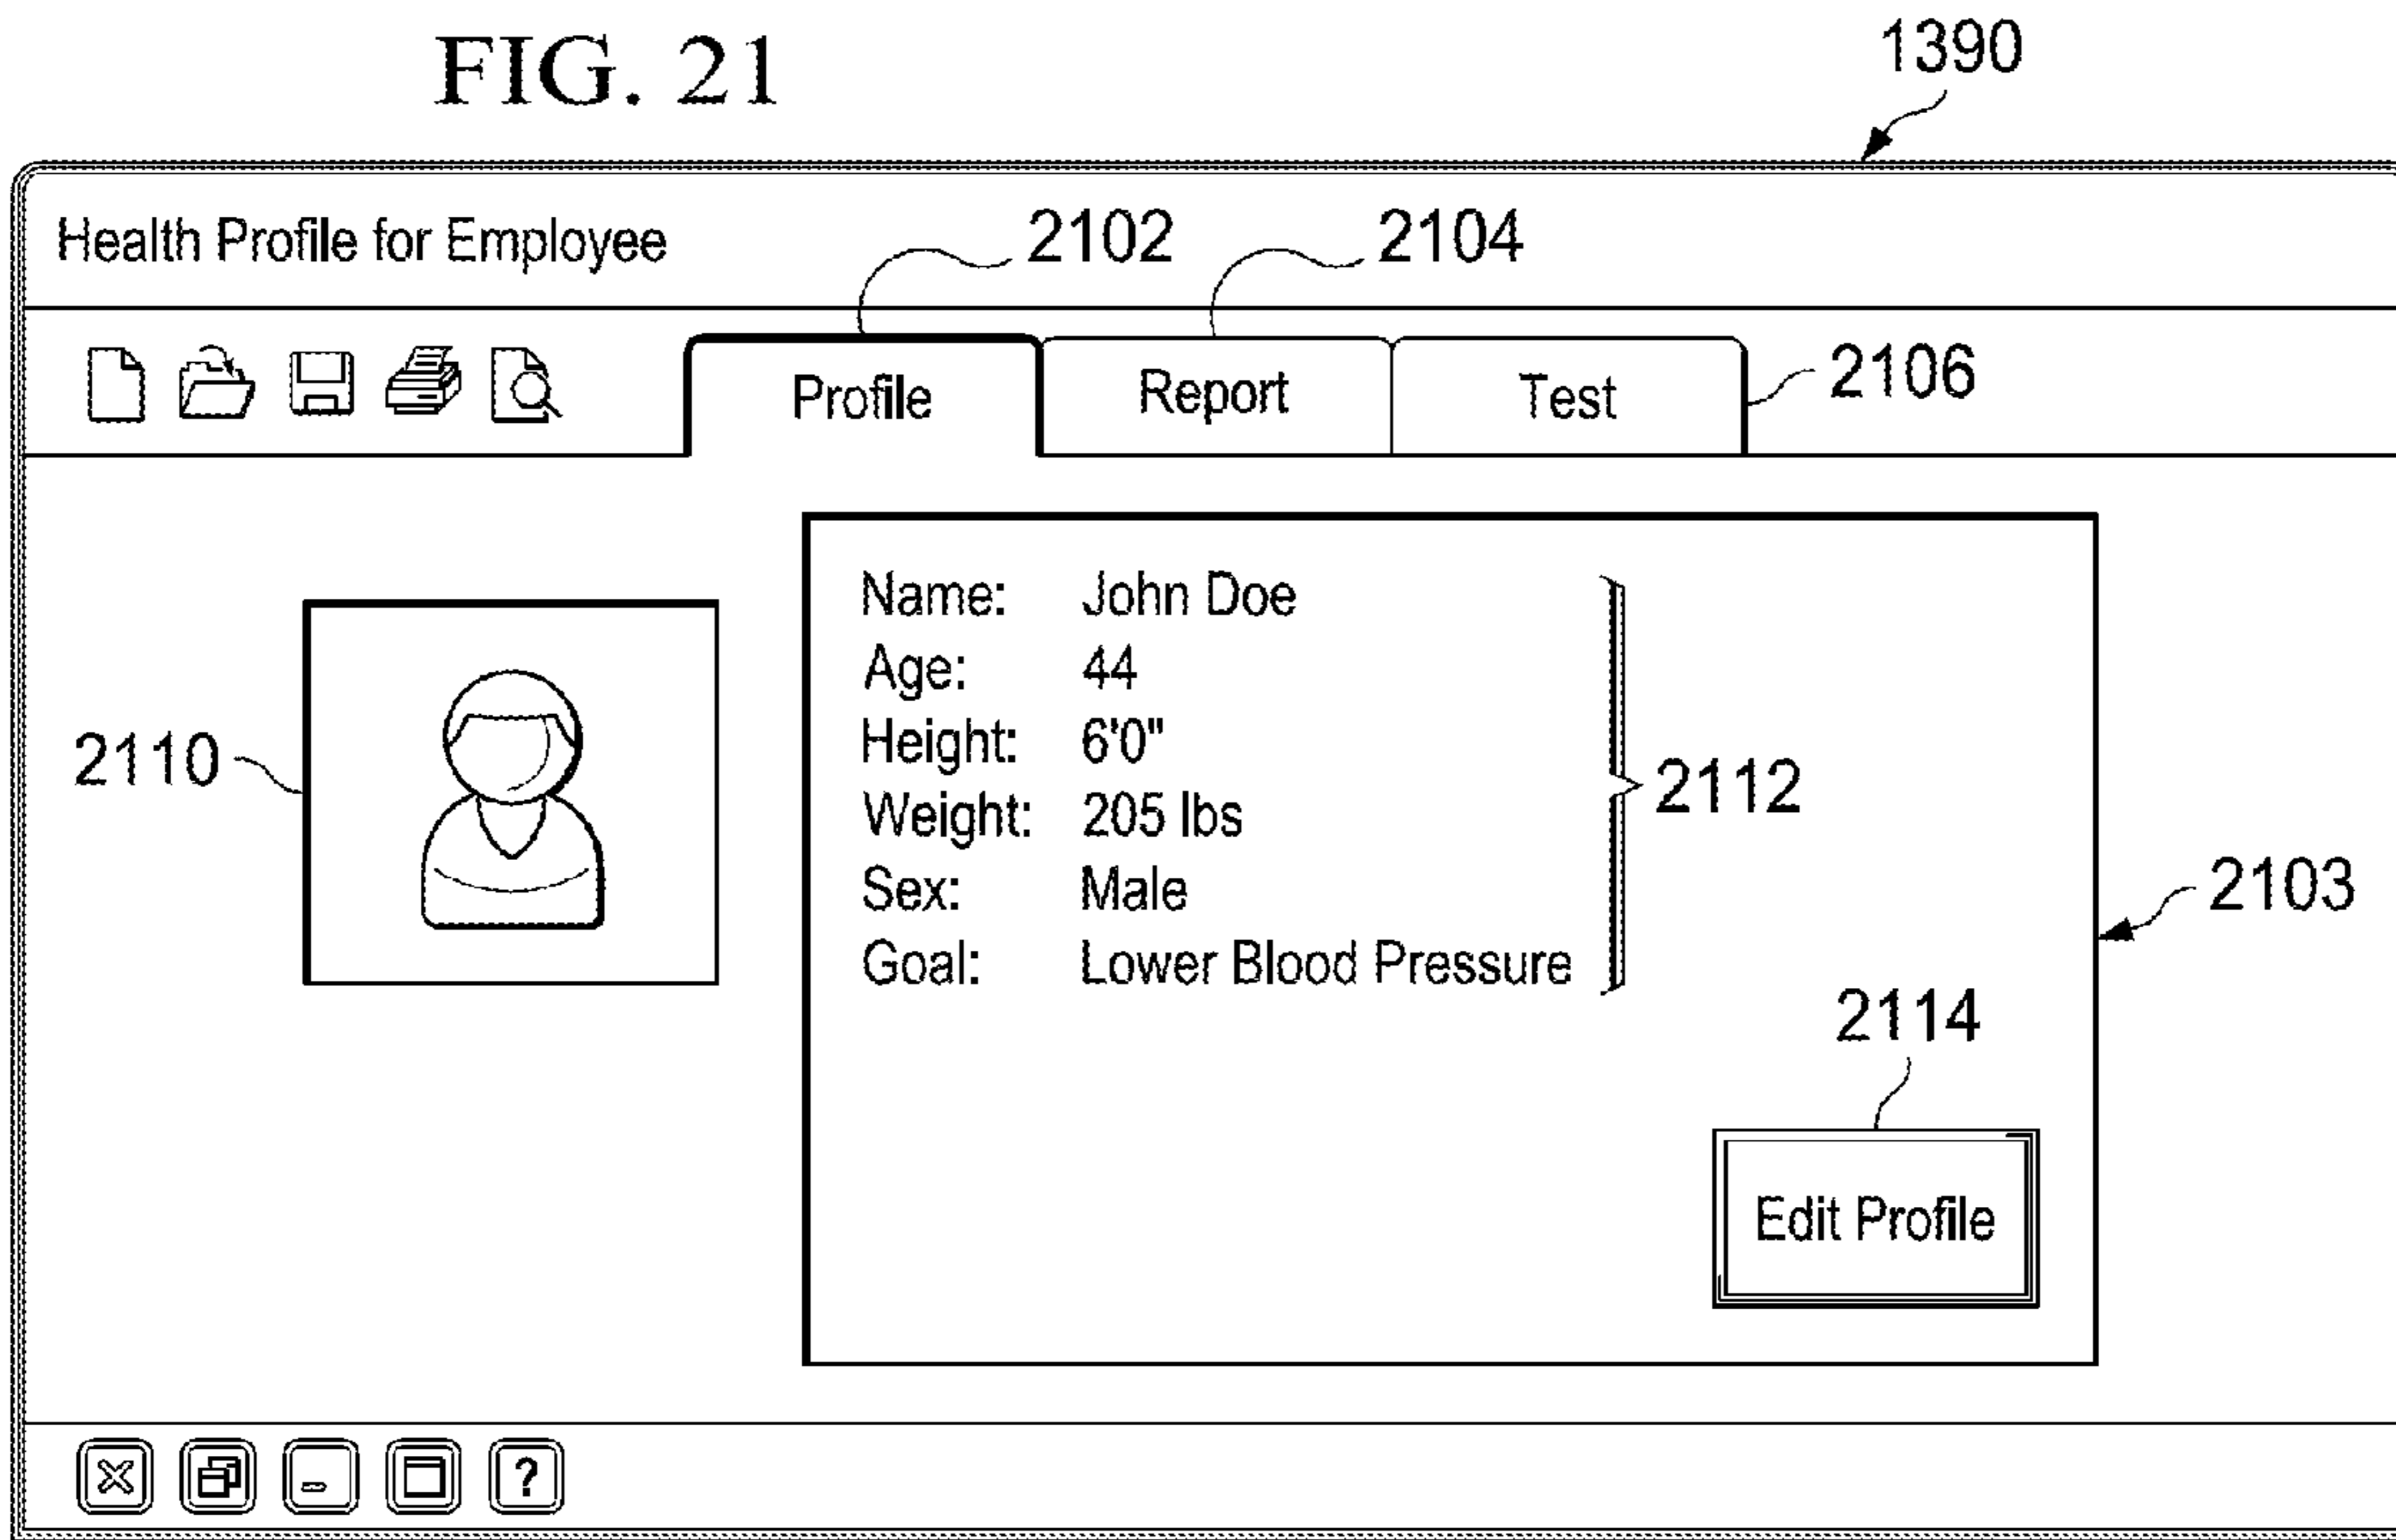 FIG. 21
1390
Health Profile for Employee
2102
2104
Profile
Report
Test
2106
2110
Name: John Doe
Age: 44
Height: 6'0"
Weight: 205 lbs
Sex: Male
Goal: Lower Blood Pressure
2112
2103
2114
Edit Profile
?